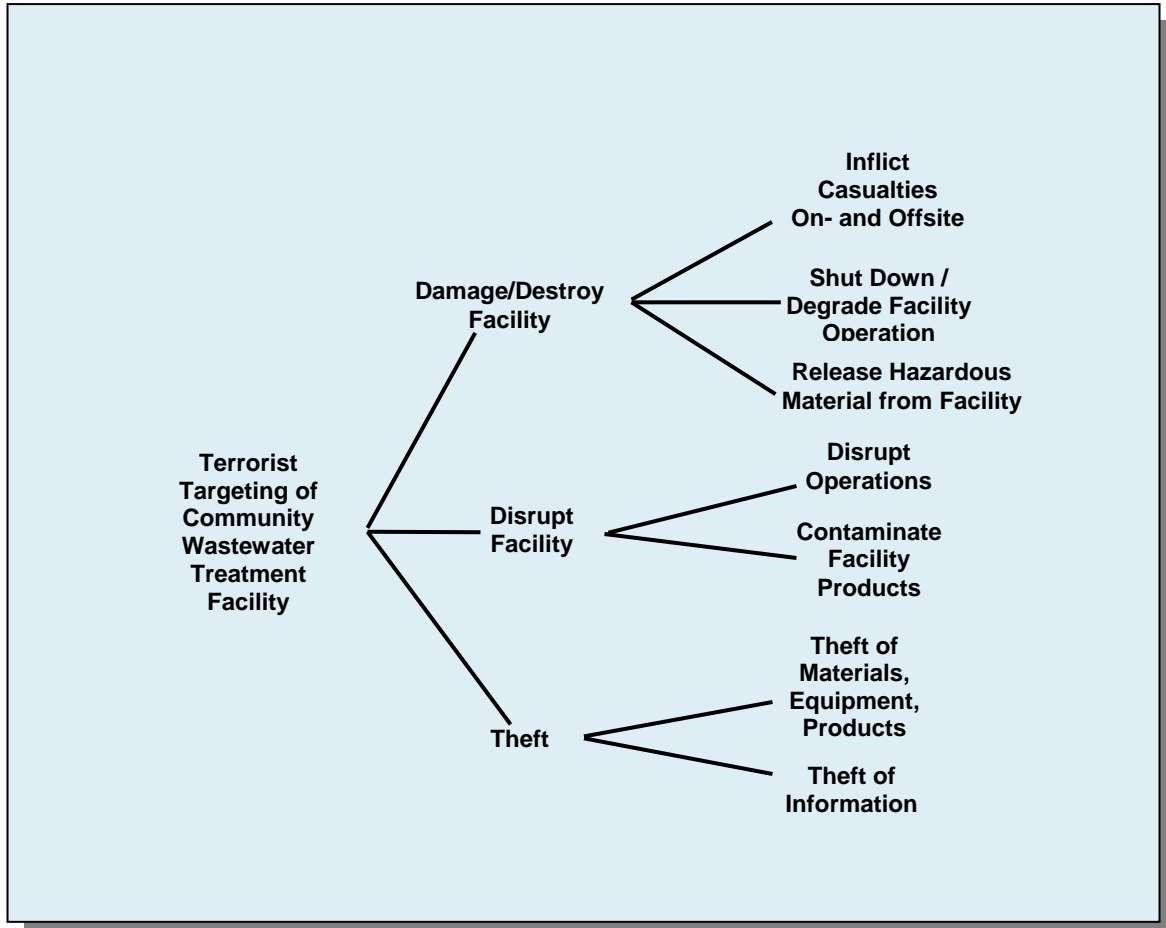 Inflict
Casualties
On- and Offsite
Damage/Destroy
Facility
Shut Down /
Degrade Facility
Operation
Release Hazardous
Material from Facility
Terrorist
Targeting of
Community
Wastewater
Treatment
Facility
Disrupt
Facility
Disrupt
Operations
Contaminate
Facility
Products
Theft
Theft of
Materials,
Equipment,
Products
Theft of
Information